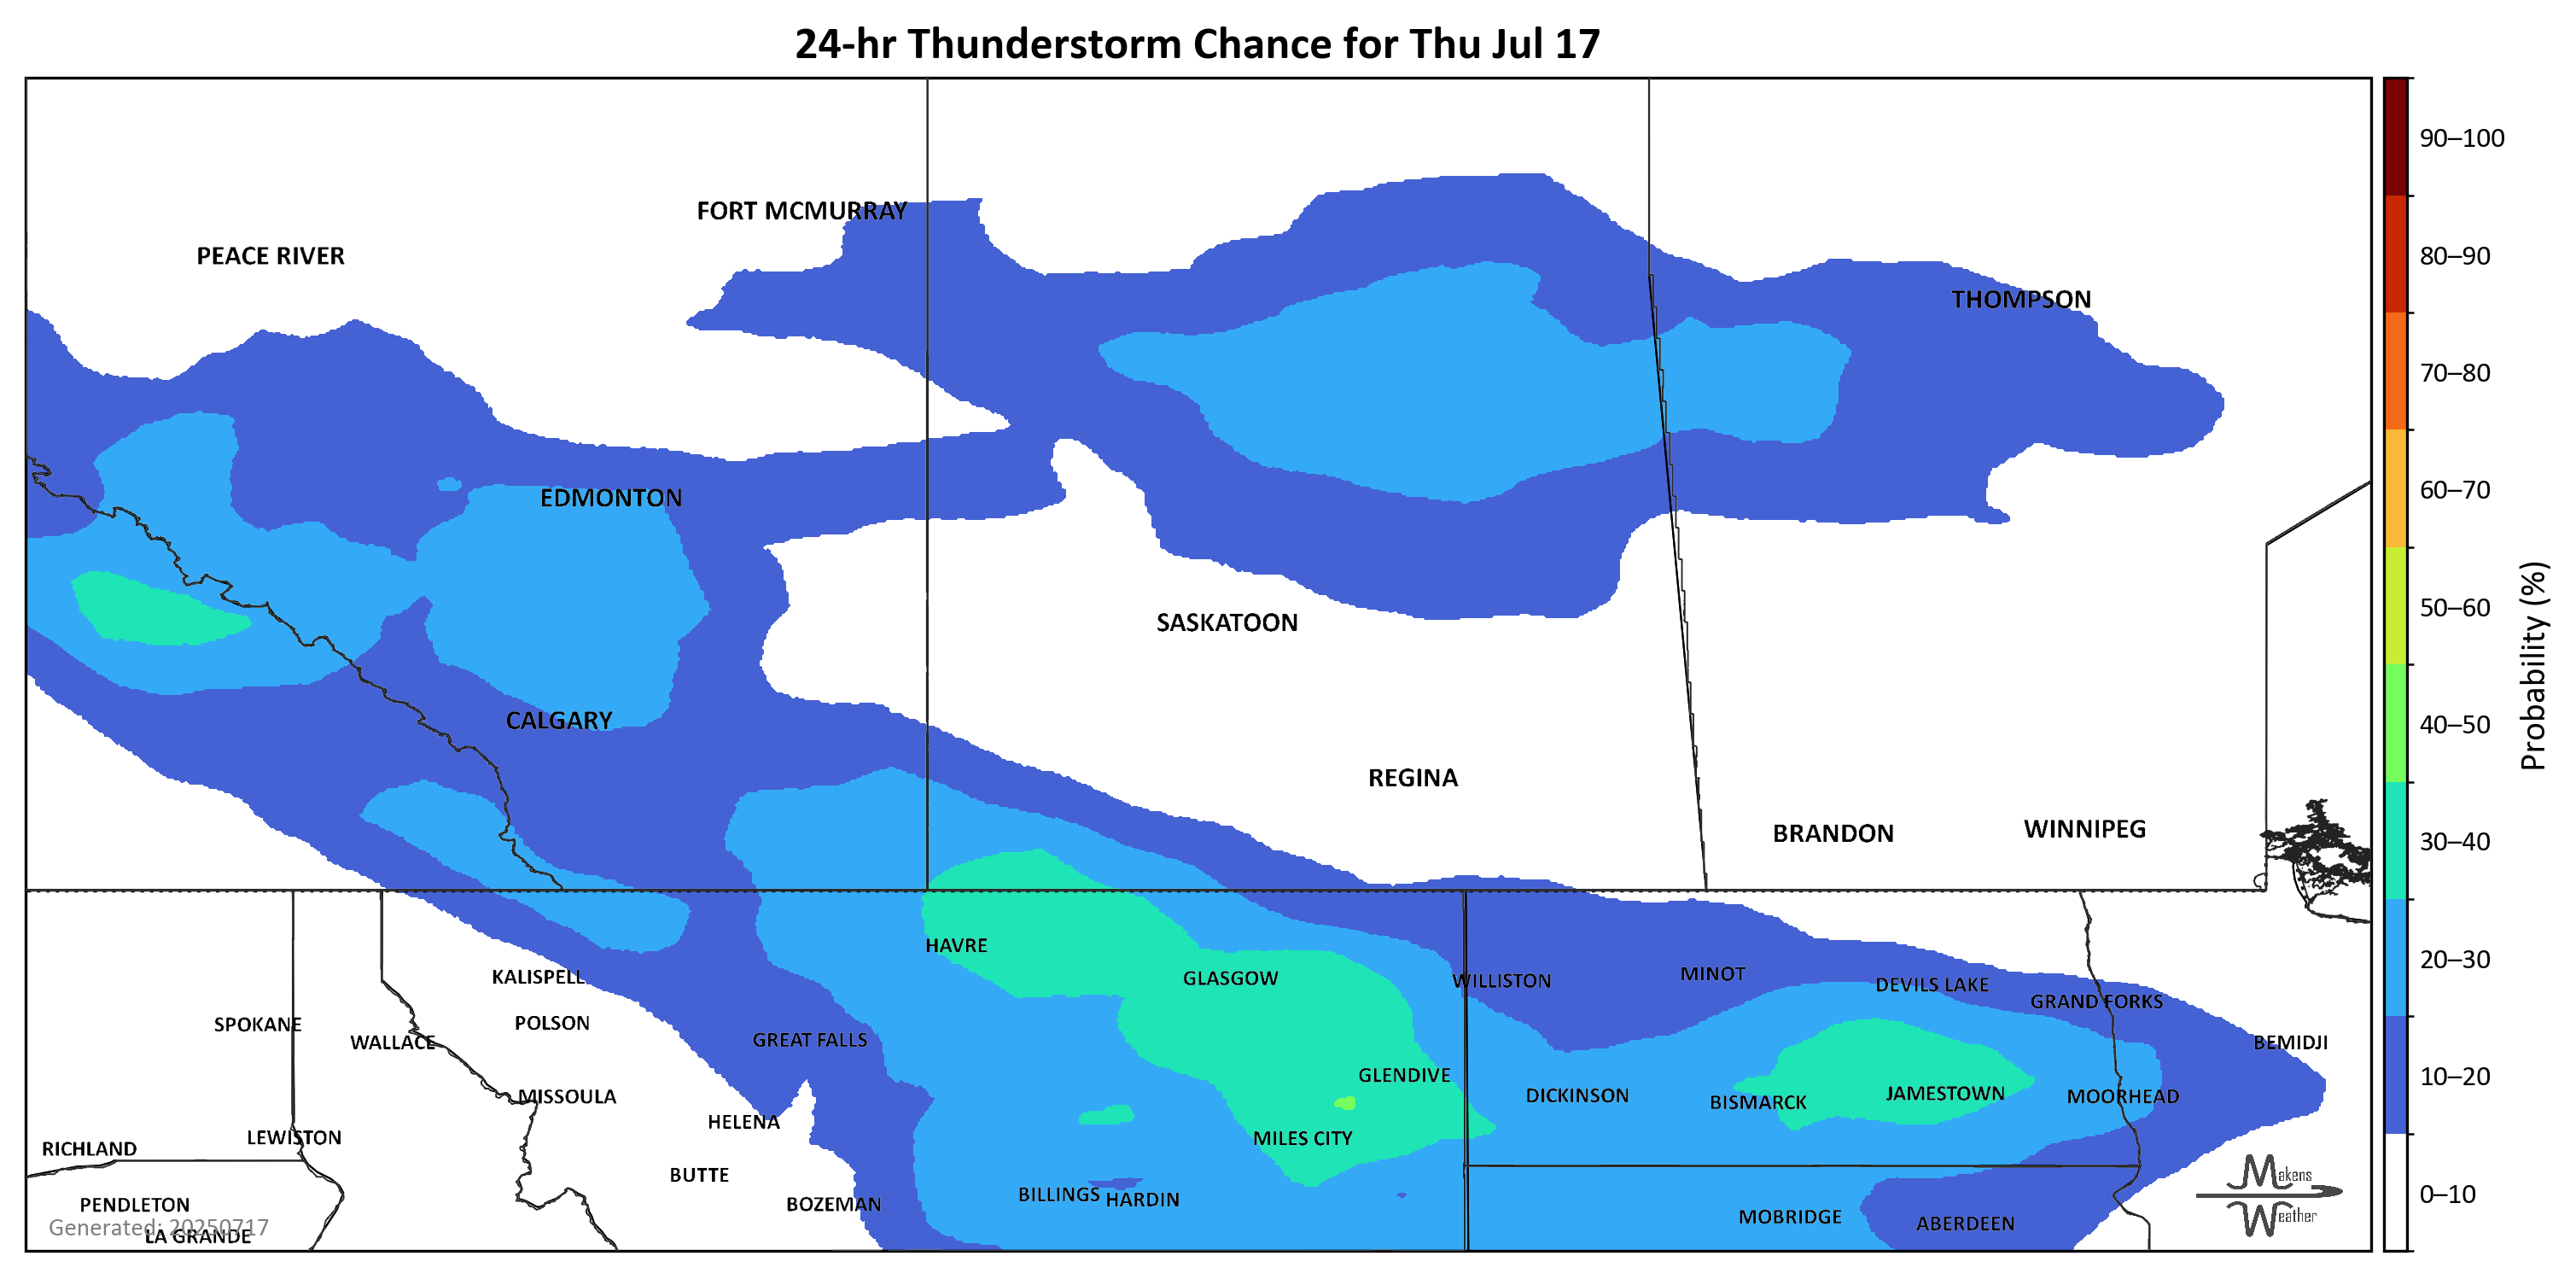 24-hr Thunderstorm Chance for Thu Jul 17
90–100
FORT MCMURRAY
PEACE RIVER
80–90
THOMPSON
70–80
60–70
EDMONTON
50–60
SASKATOON
CALGARY
40–50
Probability (%)
REGINA
BRANDON
WINNIPEG
30–40
HAVRE
KALISPELL
GLASGOW
WILLISTON
MINOT
DEVILS LAKE
20–30
GRAND FORKS
SPOKANE
POLSON
WALLACE
GREAT FALLS
BEMIDJI
GLENDIVE
10–20
MISSOULA
DICKINSON
BISMARCK
JAMESTOWN
MOORHEAD
HELENA
LEWISTON
MILES CITY
RICHLAND
BUTTE
Makens
BILLINGS
HARDIN
0–10
PENDLETON
BOZEMAN
MOBRIDGE
ABERDEEN
Weather
Generated: 20250717
LA GRANDE